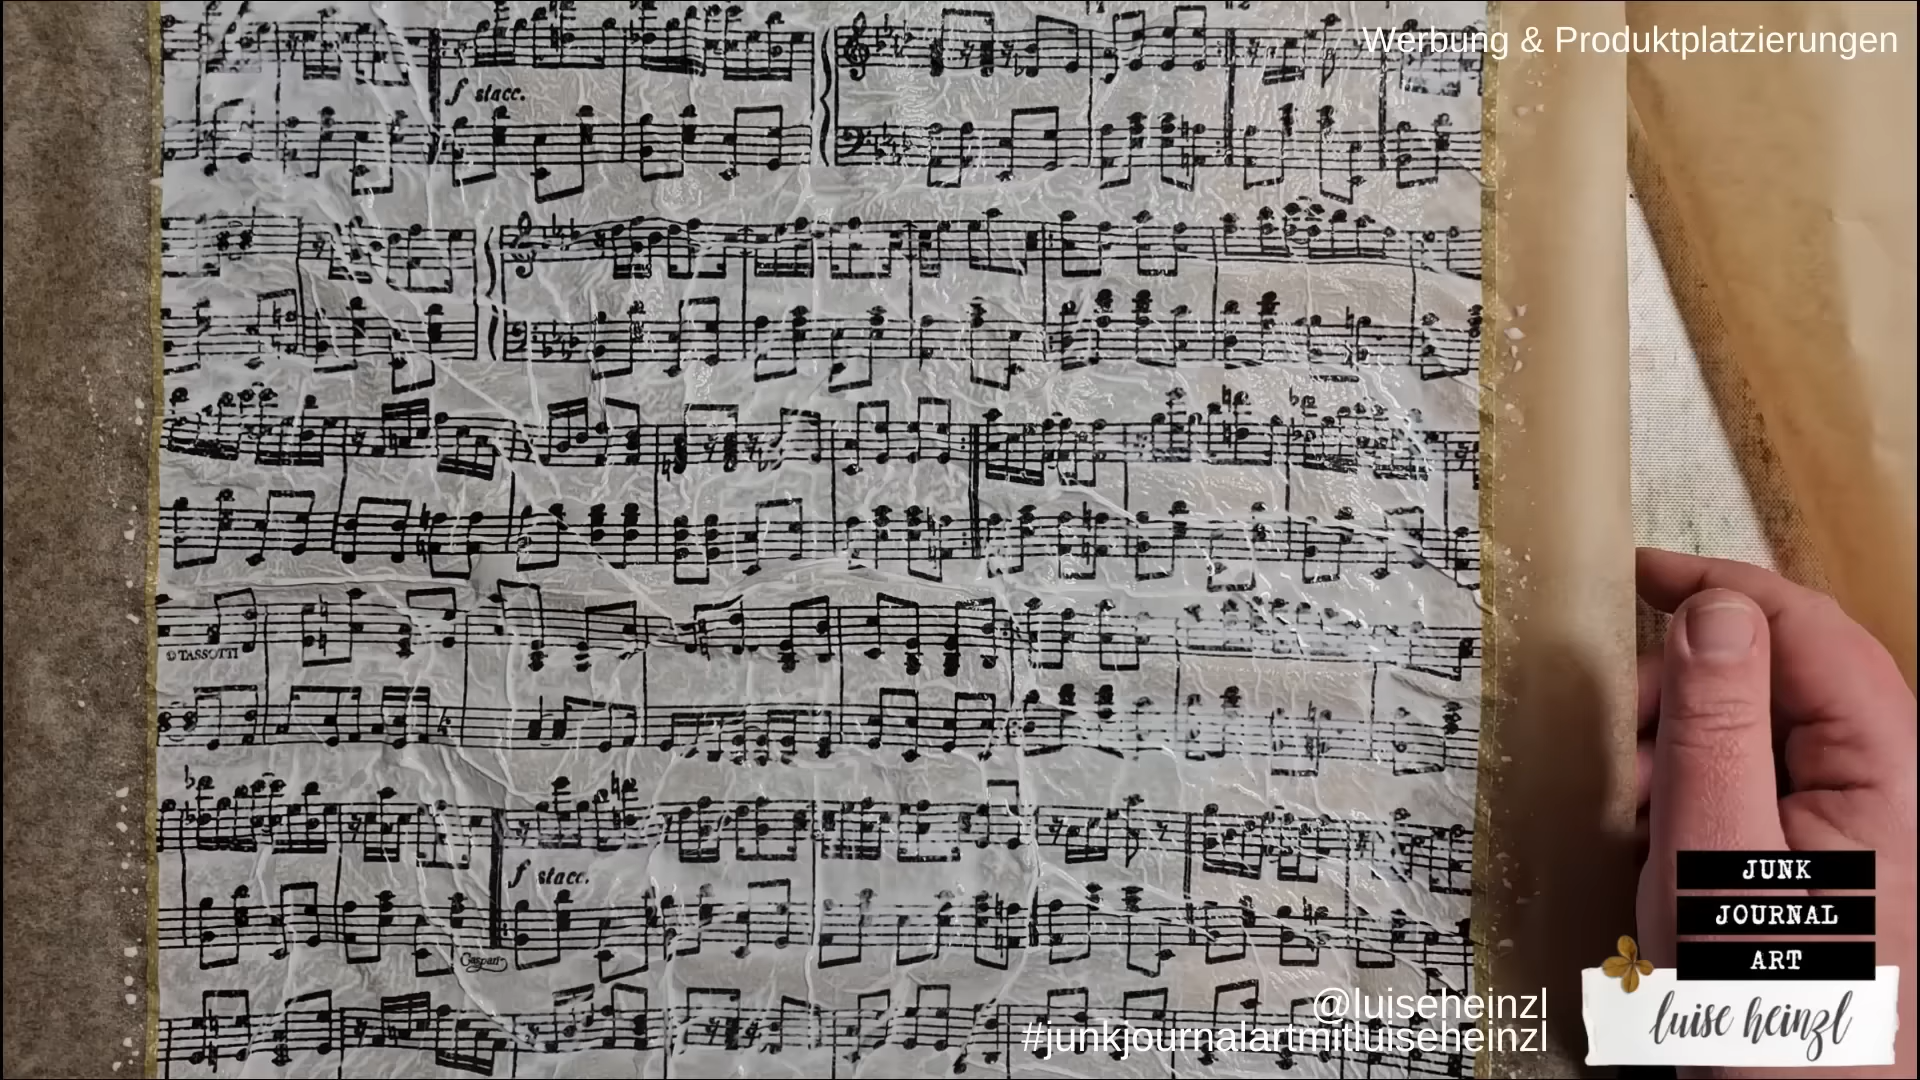 Werbung & Produktplatzierungen
f stacc.
© TASSOTTI
f stacc.
Caspari
@luiseheinzl
#junkjournalartmitluiseheinzl
JUNK
JOURNAL
ART
luise heinzl